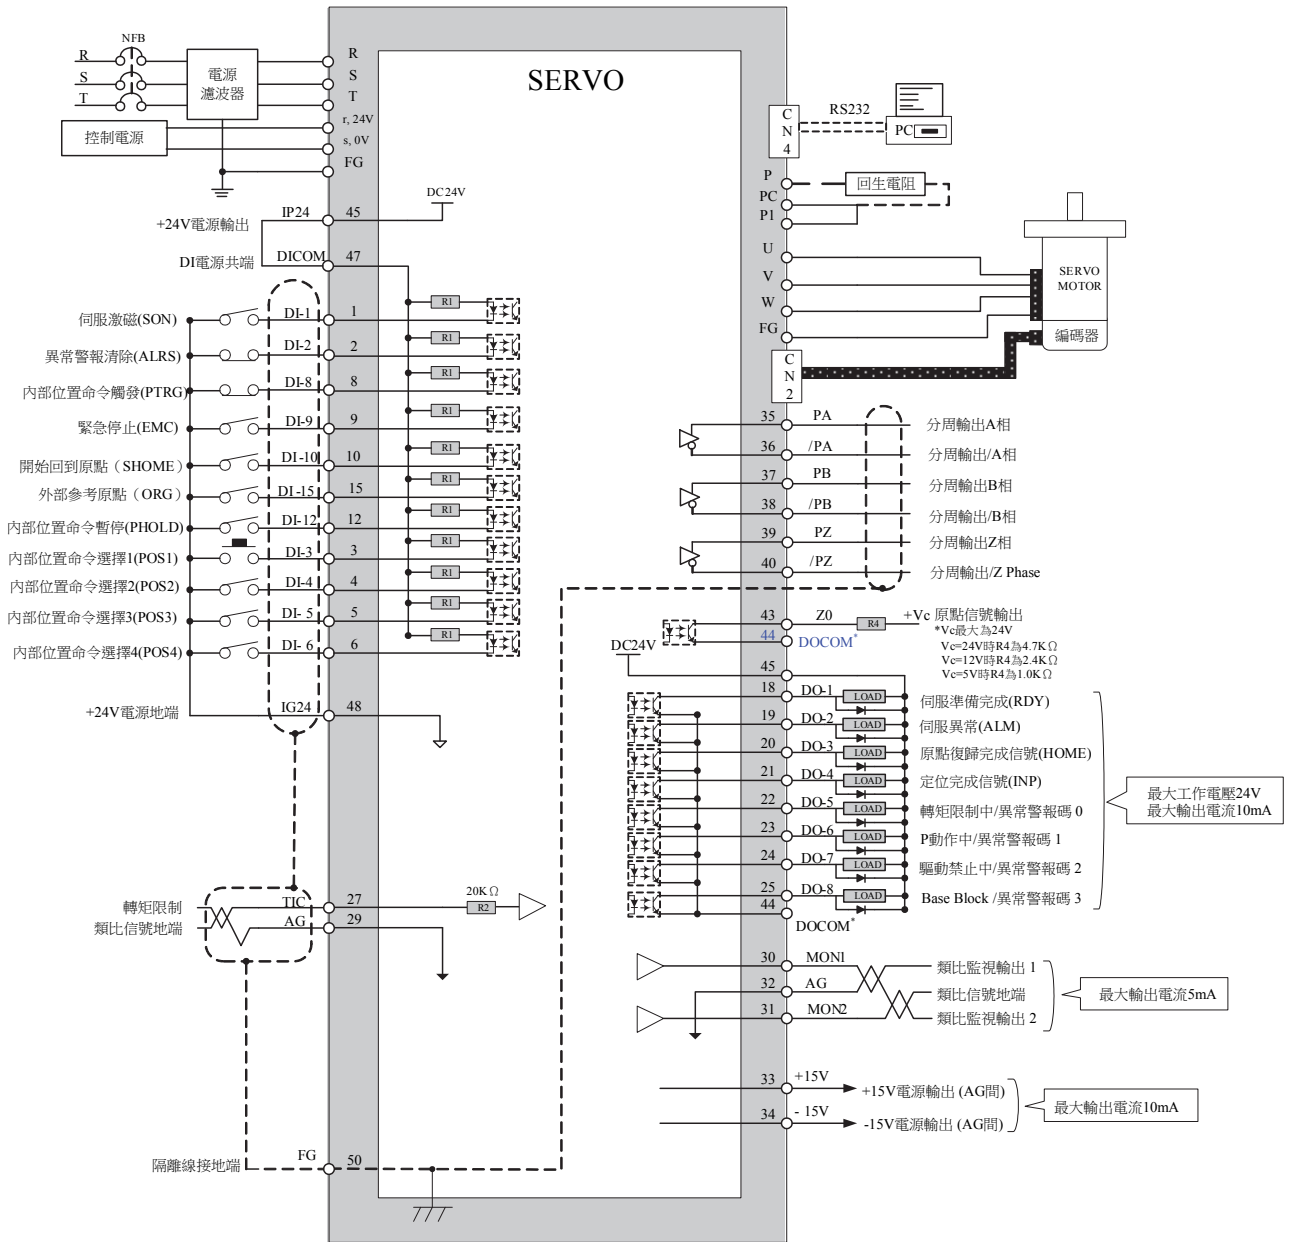 NFB
R
S
T
電源
濾波器
控制電源
R
S
T
r, 24V
s, 0V
FG
SERVO
+24V電源輸出
IP24
45
DC24V
DI電源共端
DICOM
47
伺服激磁(SON)
DI-1
1
R1
異常警報清除(ALRS)
DI-2
2
R1
內部位置命令觸發(PTRG)
DI-8
8
R1
緊急停止(EMC)
DI-9
9
R1
開始回到原點（SHOME）
DI-10
10
R1
外部參考原點（ORG）
DI-15
15
R1
內部位置命令暫停(PHOLD)
DI-12
12
R1
內部位置命令選擇1(POS1)
DI-3
3
R1
內部位置命令選擇2(POS2)
DI-4
4
R1
內部位置命令選擇3(POS3)
DI- 5
5
R1
內部位置命令選擇4(POS4)
DI- 6
6
R1
+24V電源地端
IG24
48
轉矩限制
TIC
27
20KΩ
R2
類比信號地端
AG
29
隔離線接地端
FG
50
CN4
RS232
PC
P
PC
P1
回生電阻
U
V
W
FG
SERVO
MOTOR
編碼器
CN2
35
PA
分周輸出A相
36
/PA
分周輸出/A相
37
PB
分周輸出B相
38
/PB
分周輸出/B相
39
PZ
分周輸出Z相
40
/PZ
分周輸出/Z Phase
43
Z0
R4
+Vc 原點信號輸出
*Vc最大為24V
Vc=24V時R4為4.7KΩ
Vc=12V時R4為2.4KΩ
Vc=5V時R4為1.0KΩ
44
DOCOM*
DC24V
45
18
DO-1
LOAD
伺服準備完成(RDY)
19
DO-2
LOAD
伺服異常(ALM)
20
DO-3
LOAD
原點復歸完成信號(HOME)
21
DO-4
LOAD
定位完成信號(INP)
22
DO-5
LOAD
轉矩限制中/異常警報碼 0
23
DO-6
LOAD
P動作中/異常警報碼 1
24
DO-7
LOAD
驅動禁止中/異常警報碼 2
25
DO-8
LOAD
Base Block /異常警報碼 3
44
DOCOM*
最大工作電壓24V
最大輸出電流10mA
30
MON1
類比監視輸出 1
32
AG
類比信號地端
31
MON2
類比監視輸出 2
最大輸出電流5mA
33
+15V
+15V電源輸出 (AG間)
34
- 15V
-15V電源輸出 (AG間)
最大輸出電流10mA